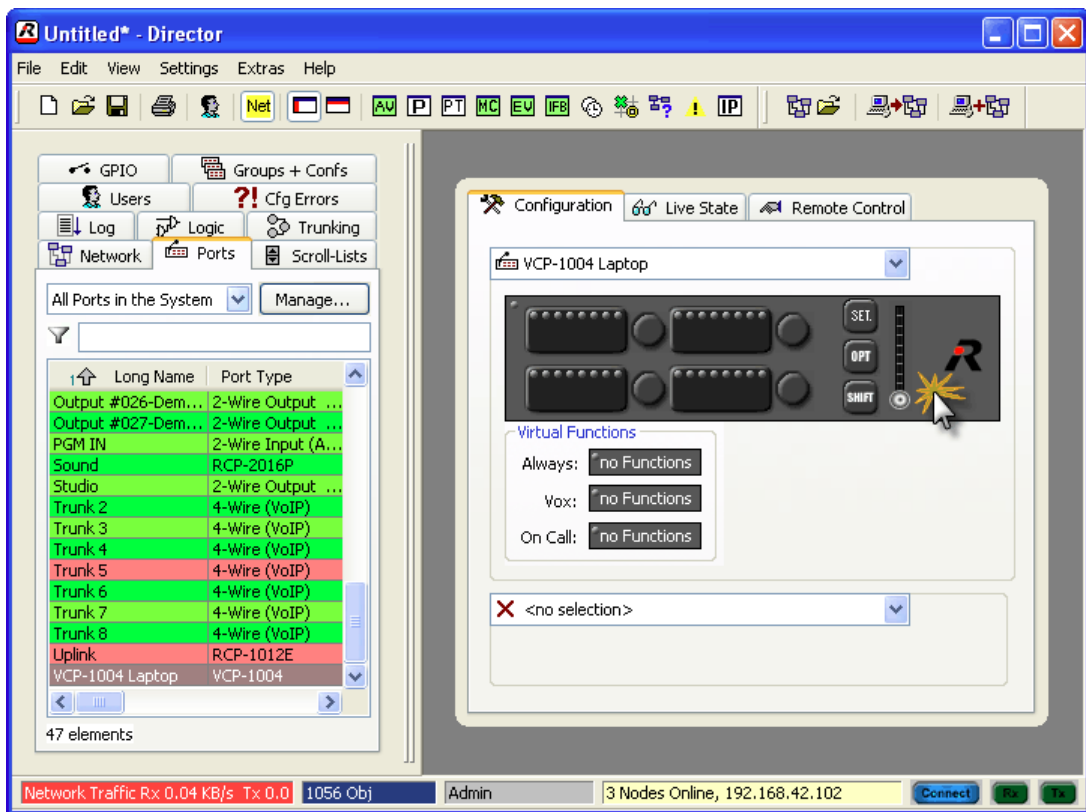 Untitled* - Director
File Edit View Settings Extras Help
Net AV P PT MC EV IFB IP
GPIO Groups + Confs
Users ?! Cfg Errors
Log Logic Trunking
Network Ports Scroll-Lists
All Ports in the System Manage...
1 Long Name Port Type
Output #026-Dem... 2-Wire Output ...
Output #027-Dem... 2-Wire Output ...
PGM IN 2-Wire Input (A...
Sound RCP-2016P
Studio 2-Wire Output ...
Trunk 2 4-Wire (VoIP)
Trunk 3 4-Wire (VoIP)
Trunk 4 4-Wire (VoIP)
Trunk 5 4-Wire (VoIP)
Trunk 6 4-Wire (VoIP)
Trunk 7 4-Wire (VoIP)
Trunk 8 4-Wire (VoIP)
Uplink RCP-1012E
VCP-1004 Laptop VCP-1004
47 elements
Configuration Live State Remote Control
VCP-1004 Laptop
SET.
OPT
SHIFT
R
Virtual Functions
Always: no Functions
Vox: no Functions
On Call: no Functions
<no selection>
Network Traffic Rx 0.04 KB/s Tx 0.0 1056 Obj Admin 3 Nodes Online, 192.168.42.102 Connect Rx Tx